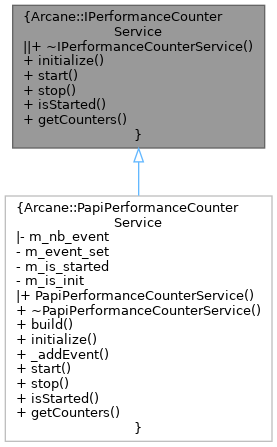 {Arcane::IPerformanceCounter
Service
||+ ~IPerformanceCounterService()
+ initialize()
+ start()
+ stop()
+ isStarted()
+ getCounters()
}
{Arcane::PapiPerformanceCounter
Service
|- m_nb_event
- m_event_set
- m_is_started
- m_is_init
|+ PapiPerformanceCounterService()
+ ~PapiPerformanceCounterService()
+ build()
+ initialize()
+ _addEvent()
+ start()
+ stop()
+ isStarted()
+ getCounters()
}